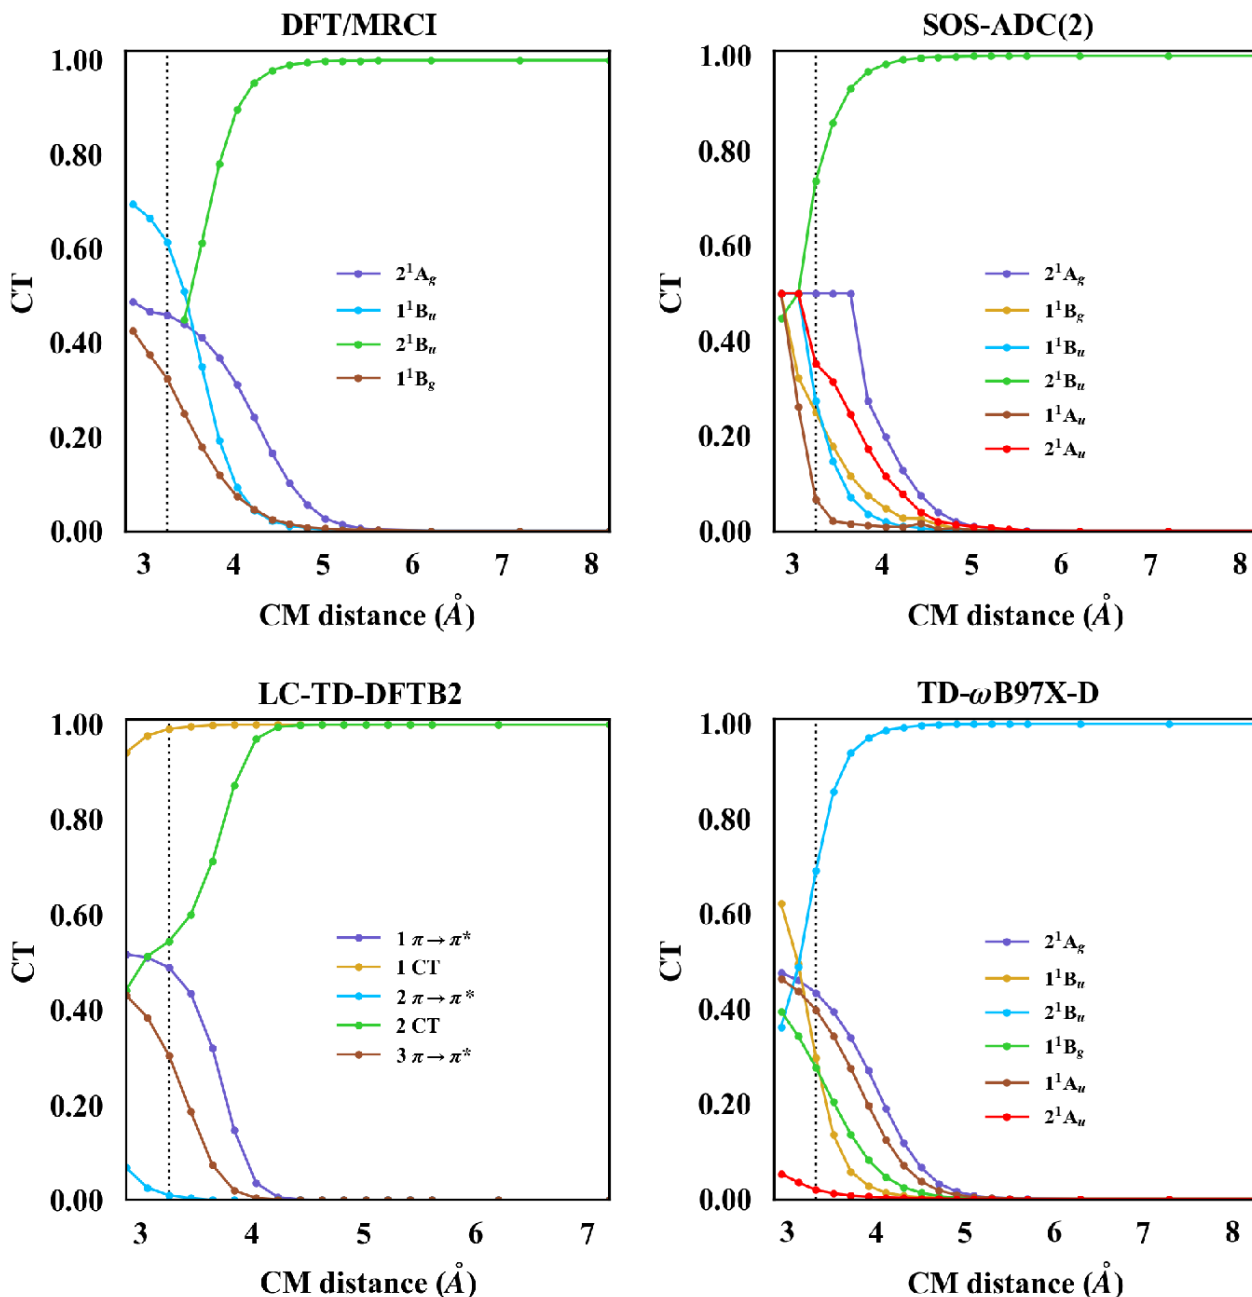 DFT/MRCI
1.00
0.80
0.60
0.40
0.20
0.00
CT
2¹A_g
1¹B_u
2¹B_u
1¹B_g
3 4 5 6 7 8
CM distance (Å)
SOS-ADC(2)
1.00
0.80
0.60
0.40
0.20
0.00
CT
2¹A_g
1¹B_g
1¹B_u
2¹B_u
1¹A_u
2¹A_u
3 4 5 6 7 8
CM distance (Å)
LC-TD-DFTB2
1.00
0.80
0.60
0.40
0.20
0.00
CT
1 π→π*
1 CT
2 π→π*
2 CT
3 π→π*
3 4 5 6 7
CM distance (Å)
TD-ωB97X-D
1.00
0.80
0.60
0.40
0.20
0.00
CT
2¹A_g
1¹B_u
2¹B_u
1¹B_g
1¹A_u
2¹A_u
3 4 5 6 7 8
CM distance (Å)